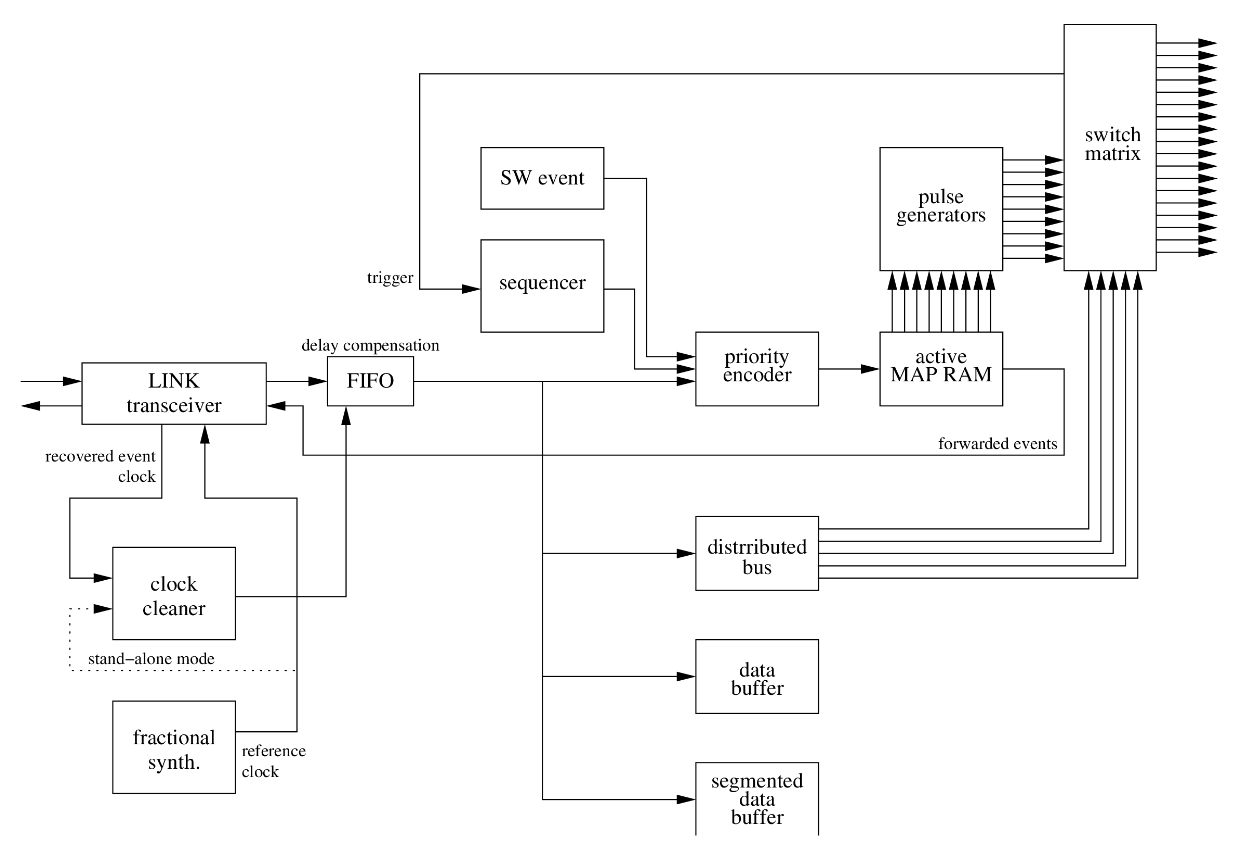 switch
matrix
SW event
pulse
generators
trigger
sequencer
delay compensation
priority
encoder
active
MAP RAM
LINK
transceiver
FIFO
forwarded events
recovered event
clock
distrributed
bus
clock
cleaner
stand−alone mode
data
buffer
fractional
synth.
reference
clock
segmented
data
buffer